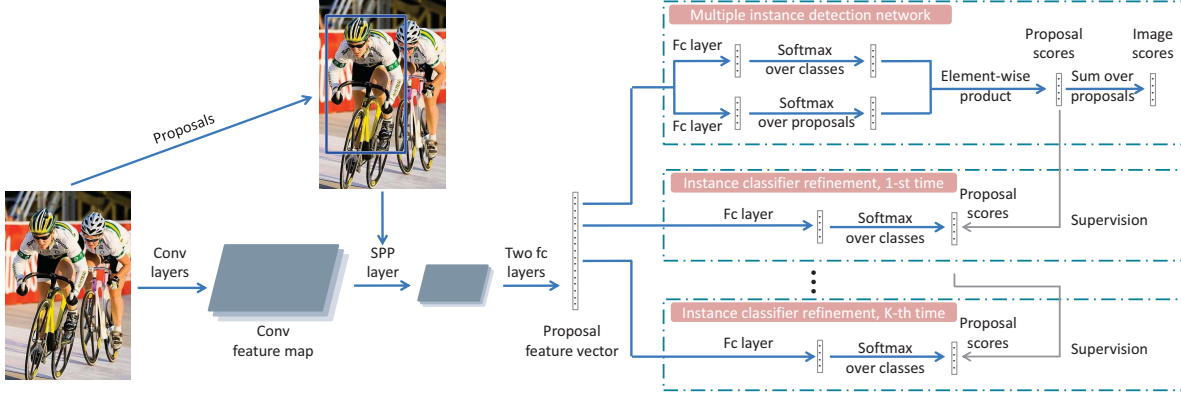 Multiple instance detection network
Fc layer
Softmax
over classes
Fc layer
Softmax
over proposals
Element-wise
product
Proposal
scores
Sum over
proposals
Image
scores
Proposals
Instance classifier refinement, 1-st time
Fc layer
Softmax
over classes
Proposal
scores
Supervision
Conv
layers
Conv
feature map
SPP
layer
Two fc
layers
Proposal
feature vector
Instance classifier refinement, K-th time
Fc layer
Softmax
over classes
Proposal
scores
Supervision